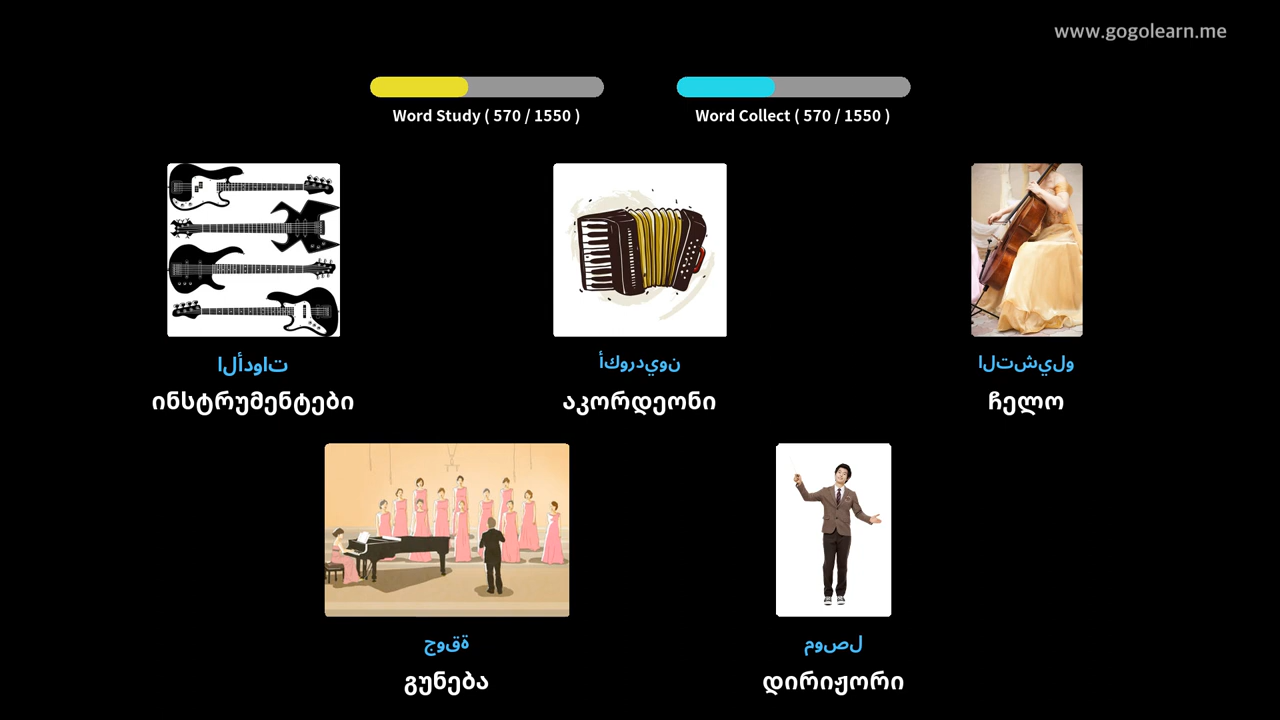 www.gogolearn.me
Word Study ( 570 / 1550 )
Word Collect ( 570 / 1550 )
الأدوات
ინსტრუმენტები
أكورديون
აკორდეონი
التشيلو
ჩელო
جوقة
გუნება
موصل
დირიჟორი